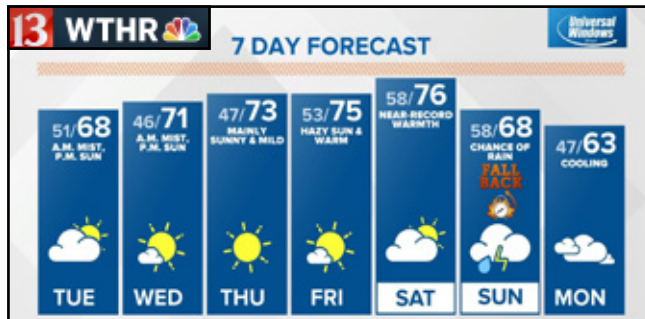 13 WTHR
7 DAY FORECAST
Universal
Windows
51/68
A.M. MIST,
P.M. SUN
TUE
46/71
A.M. MIST,
P.M. SUN
WED
47/73
MAINLY
SUNNY & MILD
THU
53/75
HAZY SUN &
WARM
FRI
58/76
NEAR-RECORD
WARMTH
SAT
58/68
CHANCE OF
RAIN
FALL
BACK
SUN
47/63
COOLING
MON